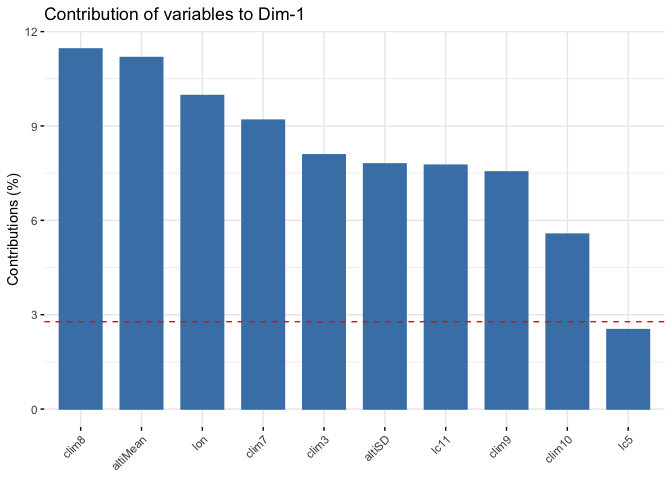 Contribution of variables to Dim-1
Contributions (%)
12
9
6
3
0
clim8
altiMean
lon
clim7
clim3
altiSD
lc11
clim9
clim10
lc5